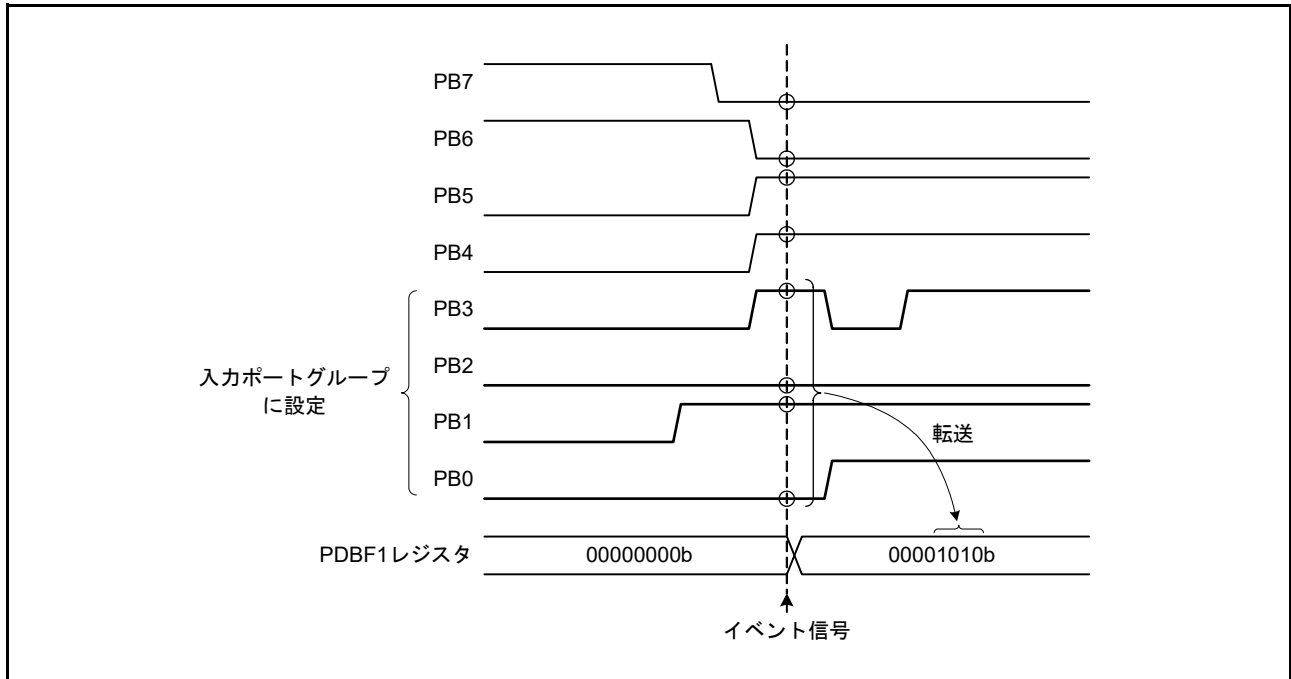 PB7
PB6
PB5
PB4
PB3
PB2
入力ポートグループ
に設定
PB1
転送
PB0
PDBF1レジスタ
00000000b
00001010b
イベント信号